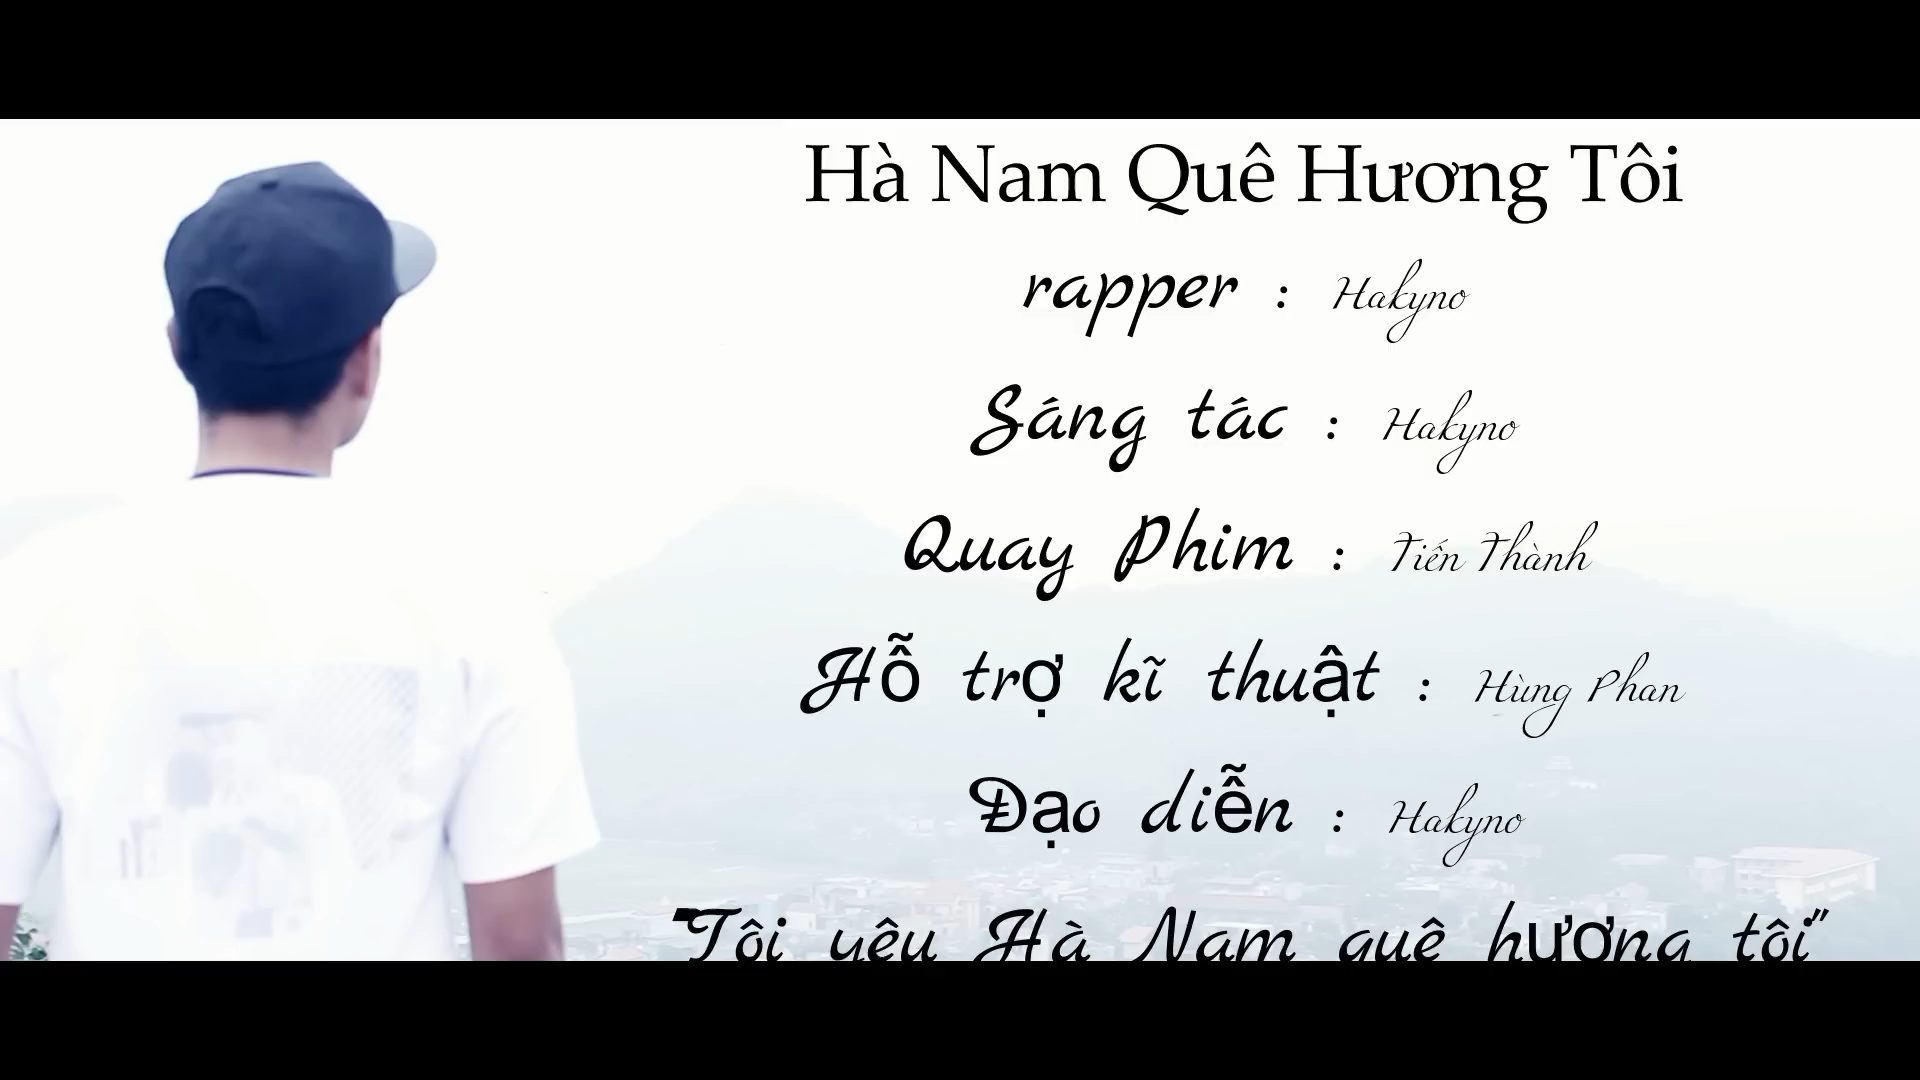 Hà Nam Quê Hương Tôi
rapper : Hakyno
Sáng tác : Hakyno
Quay Phim : Tiến Thành
Hỗ trợ kĩ thuật : Hùng Phan
Đạo diễn : Hakyno
"Tôi yêu Hà Nam quê hương tôi"